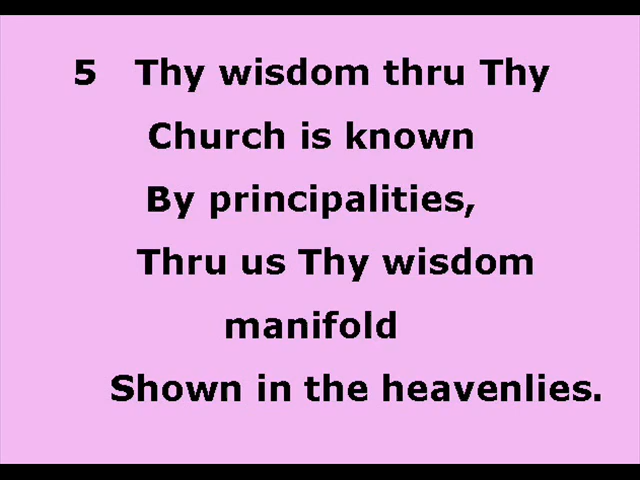 5 Thy wisdom thru Thy
Church is known
By principalities,
Thru us Thy wisdom
manifold
Shown in the heavenlies.